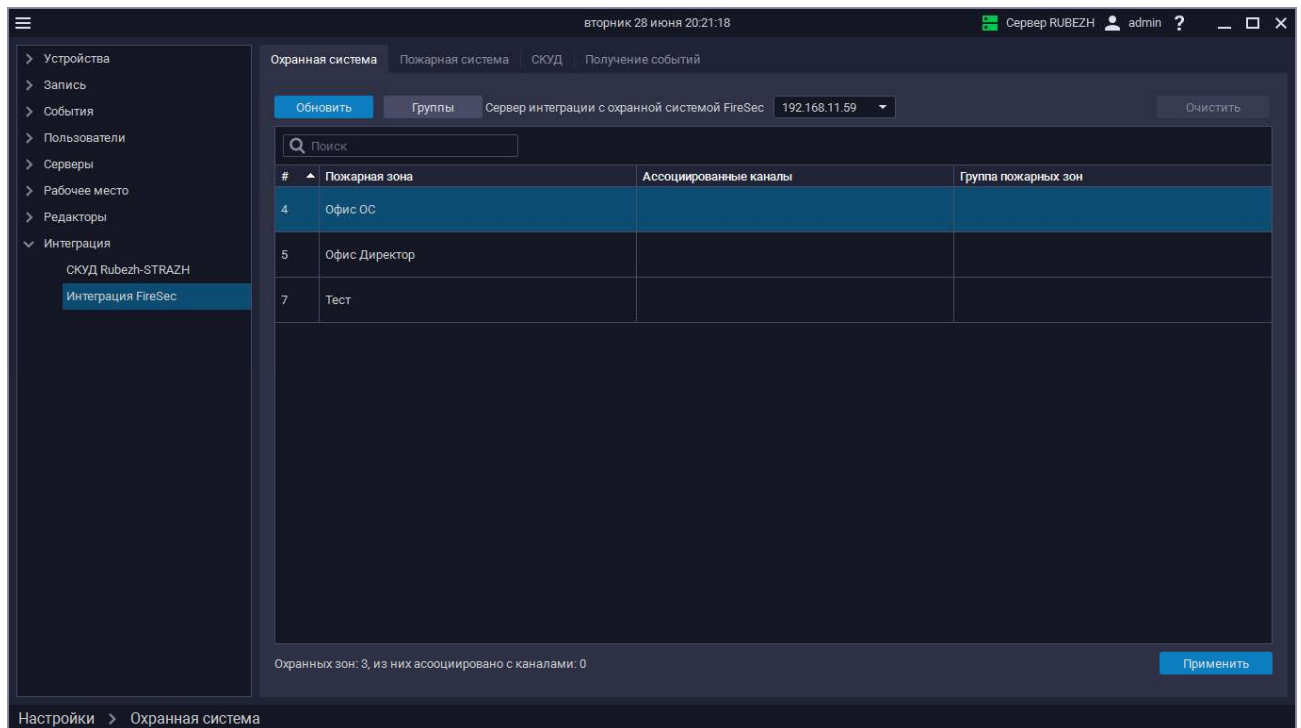 вторник 28 июня 20:21:18 Сервер RUBEZH admin ?
Устройства
Запись
События
Пользователи
Серверы
Рабочее место
Редакторы
Интеграция
СКУД Rubezh-STRAZH
Интеграция FireSec
Охранная система Пожарная система СКУД Получение событий
Обновить Группы Сервер интеграции с охранной системой FireSec 192.168.11.59 Очистить
Поиск
# Пожарная зона Ассоциированные каналы Группа пожарных зон
4 Офис ОС
5 Офис Директор
7 Тест
Охранных зон: 3, из них асооциировано с каналами: 0 Применить
Настройки > Охранная система